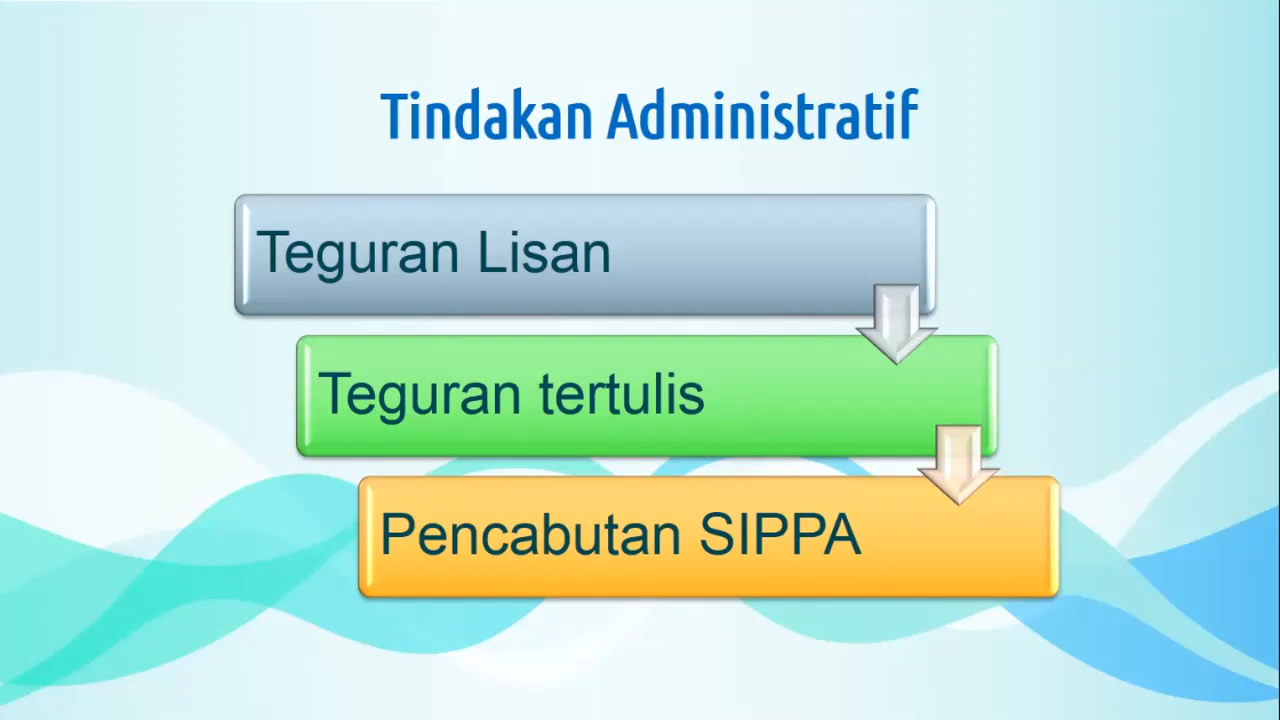 Tindakan Administratif
Teguran Lisan
Teguran tertulis
Pencabutan SIPPA